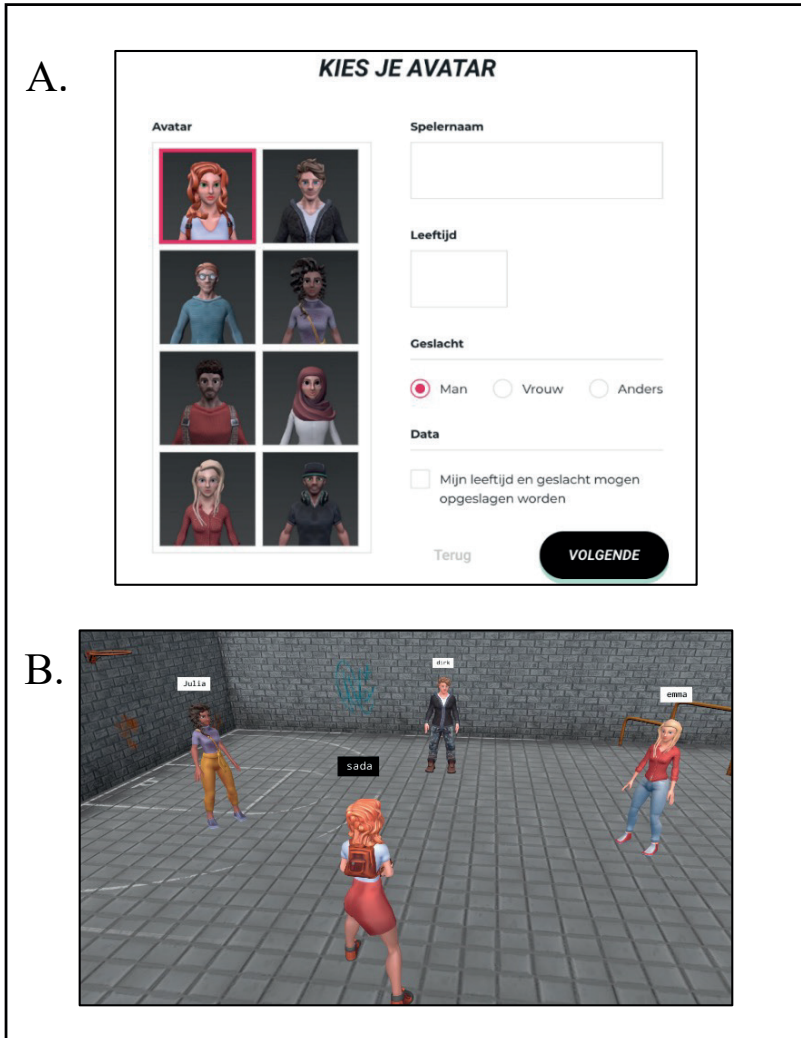 A.
KIES JE AVATAR
Avatar
Spelernaam
Leeftijd
Geslacht
Man Vrouw Anders
Data
Mijn leeftijd en geslacht mogen
opgeslagen worden
Terug VOLGENDE
B.
dirk
Julia
emma
sada